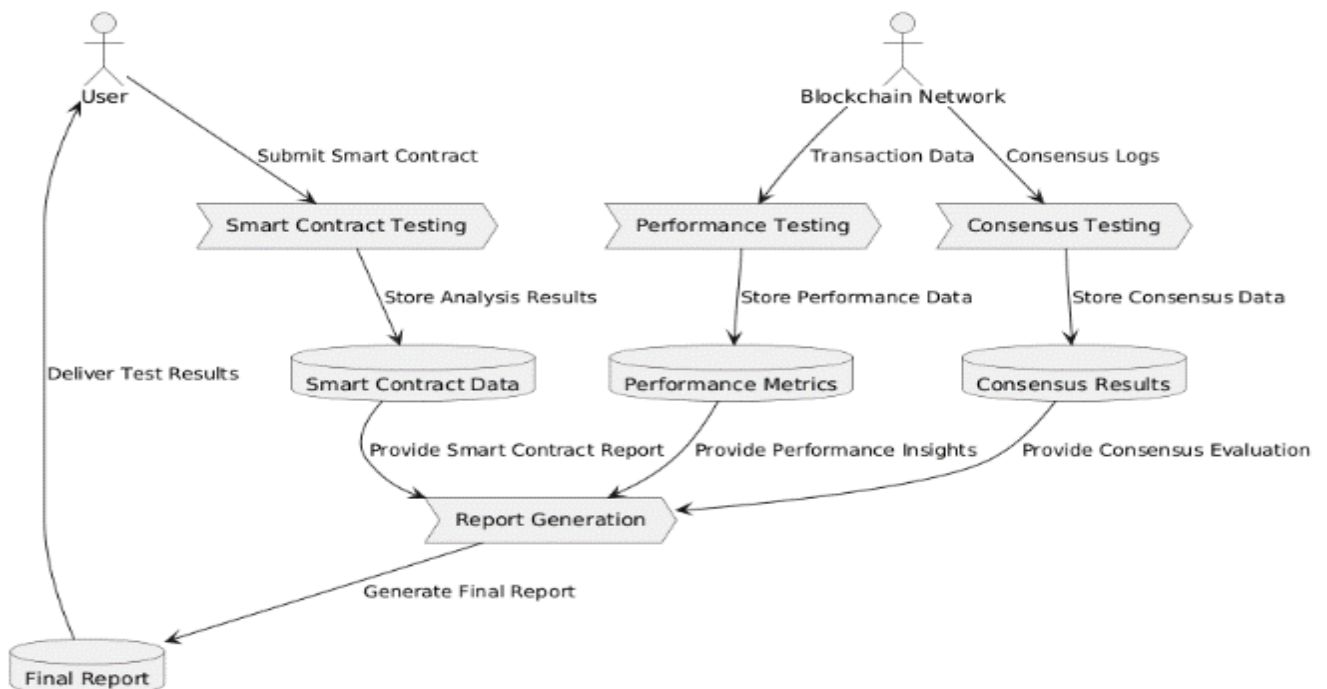 User
Blockchain Network
Submit Smart Contract
Transaction Data
Consensus Logs
Smart Contract Testing
Performance Testing
Consensus Testing
Store Analysis Results
Store Performance Data
Store Consensus Data
Deliver Test Results
Smart Contract Data
Performance Metrics
Consensus Results
Provide Smart Contract Report
Provide Performance Insights
Provide Consensus Evaluation
Report Generation
Generate Final Report
Final Report